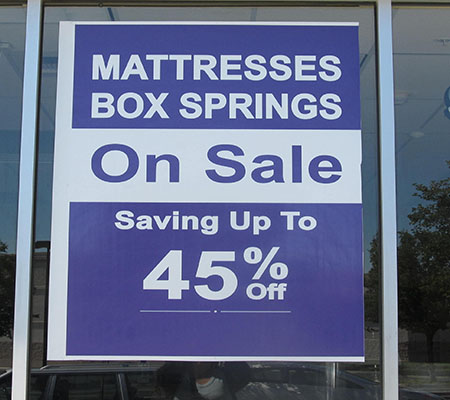 MATTRESSES
BOX SPRINGS
On Sale
Saving Up To
45%
Off